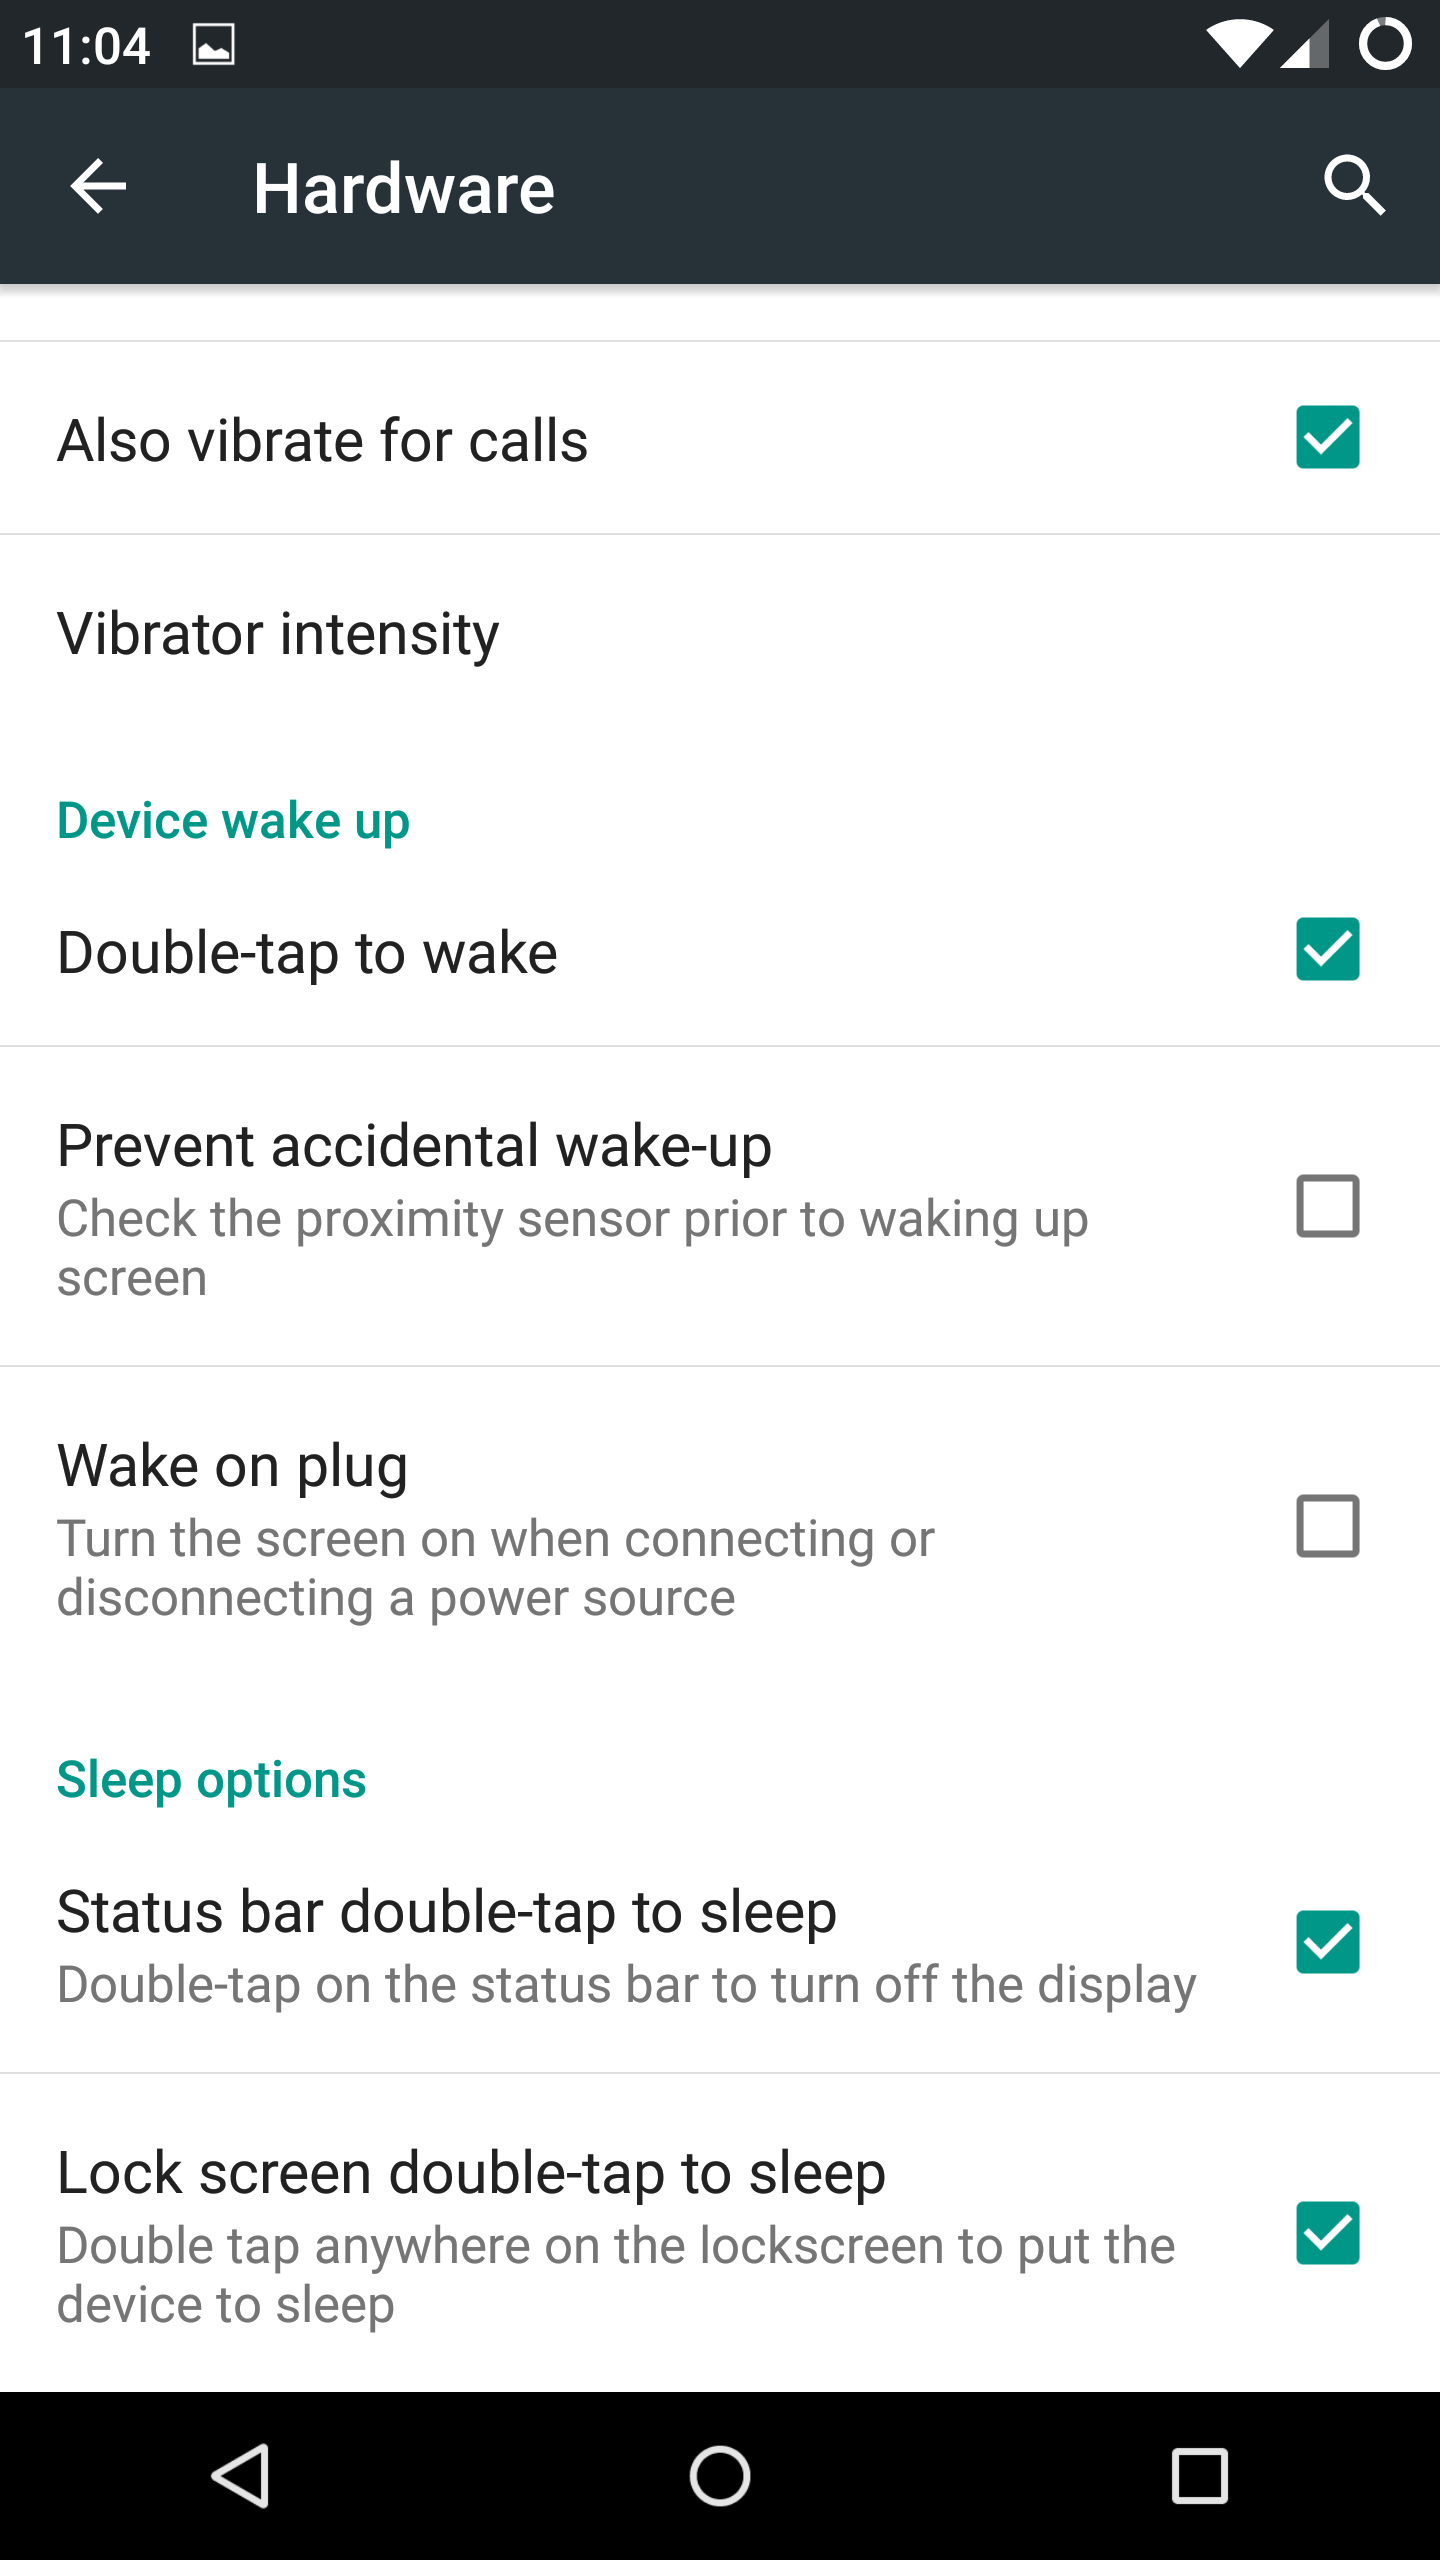 11:04
Hardware
Also vibrate for calls
Vibrator intensity
Device wake up
Double-tap to wake
Prevent accidental wake-up
Check the proximity sensor prior to waking up
screen
Wake on plug
Turn the screen on when connecting or
disconnecting a power source
Sleep options
Status bar double-tap to sleep
Double-tap on the status bar to turn off the display
Lock screen double-tap to sleep
Double tap anywhere on the lockscreen to put the
device to sleep